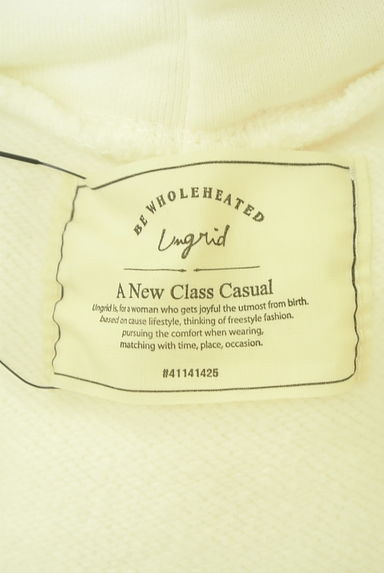 BE WHOLEHEATED
Ungrid
A New Class Casual
Ungrid is, for a woman who gets joyful the utmost from birth.
based on cause lifestyle, thinking of freestyle fashion.
pursuing the comfort when wearing,
matching with time, place, occasion.
#41141425